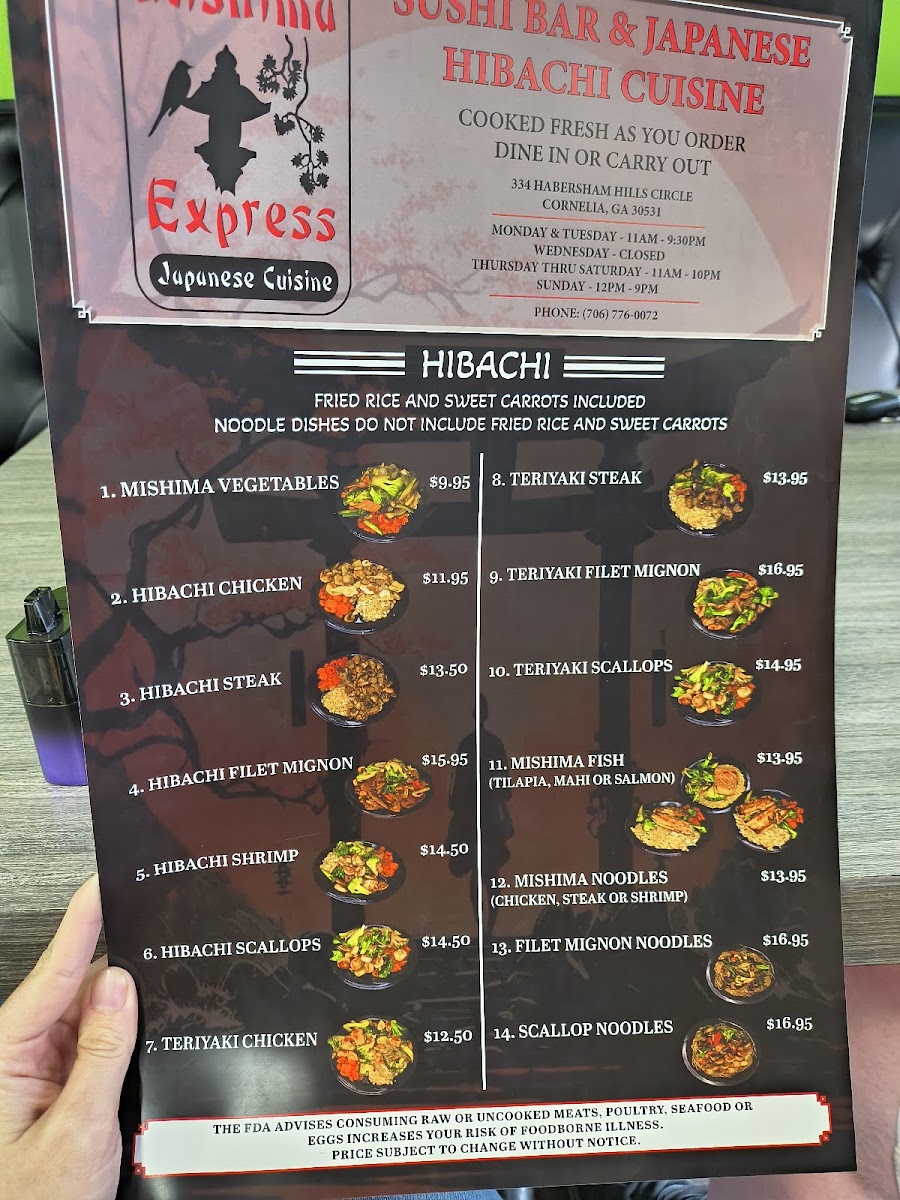 Express
Japanese Cuisine
SUSHI BAR & JAPANESE
HIBACHI CUISINE
COOKED FRESH AS YOU ORDER
DINE IN OR CARRY OUT
334 HABERSHAM HILLS CIRCLE
CORNELIA, GA 30531
MONDAY & TUESDAY - 11AM - 9:30PM
WEDNESDAY - CLOSED
THURSDAY THRU SATURDAY - 11AM - 10PM
SUNDAY - 12PM - 9PM
PHONE: (706) 776-0072
HIBACHI
FRIED RICE AND SWEET CARROTS INCLUDED
NOODLE DISHES DO NOT INCLUDE FRIED RICE AND SWEET CARROTS
1. MISHIMA VEGETABLES $9.95
2. HIBACHI CHICKEN $11.95
3. HIBACHI STEAK $13.50
4. HIBACHI FILET MIGNON $15.95
5. HIBACHI SHRIMP $14.50
6. HIBACHI SCALLOPS $14.50
7. TERIYAKI CHICKEN $12.50
8. TERIYAKI STEAK $13.95
9. TERIYAKI FILET MIGNON $16.95
10. TERIYAKI SCALLOPS $14.95
11. MISHIMA FISH $13.95
(TILAPIA, MAHI OR SALMON)
12. MISHIMA NOODLES $13.95
(CHICKEN, STEAK OR SHRIMP)
13. FILET MIGNON NOODLES $16.95
14. SCALLOP NOODLES $16.95
THE FDA ADVISES CONSUMING RAW OR UNCOOKED MEATS, POULTRY, SEAFOOD OR
EGGS INCREASES YOUR RISK OF FOODBORNE ILLNESS.
PRICE SUBJECT TO CHANGE WITHOUT NOTICE.